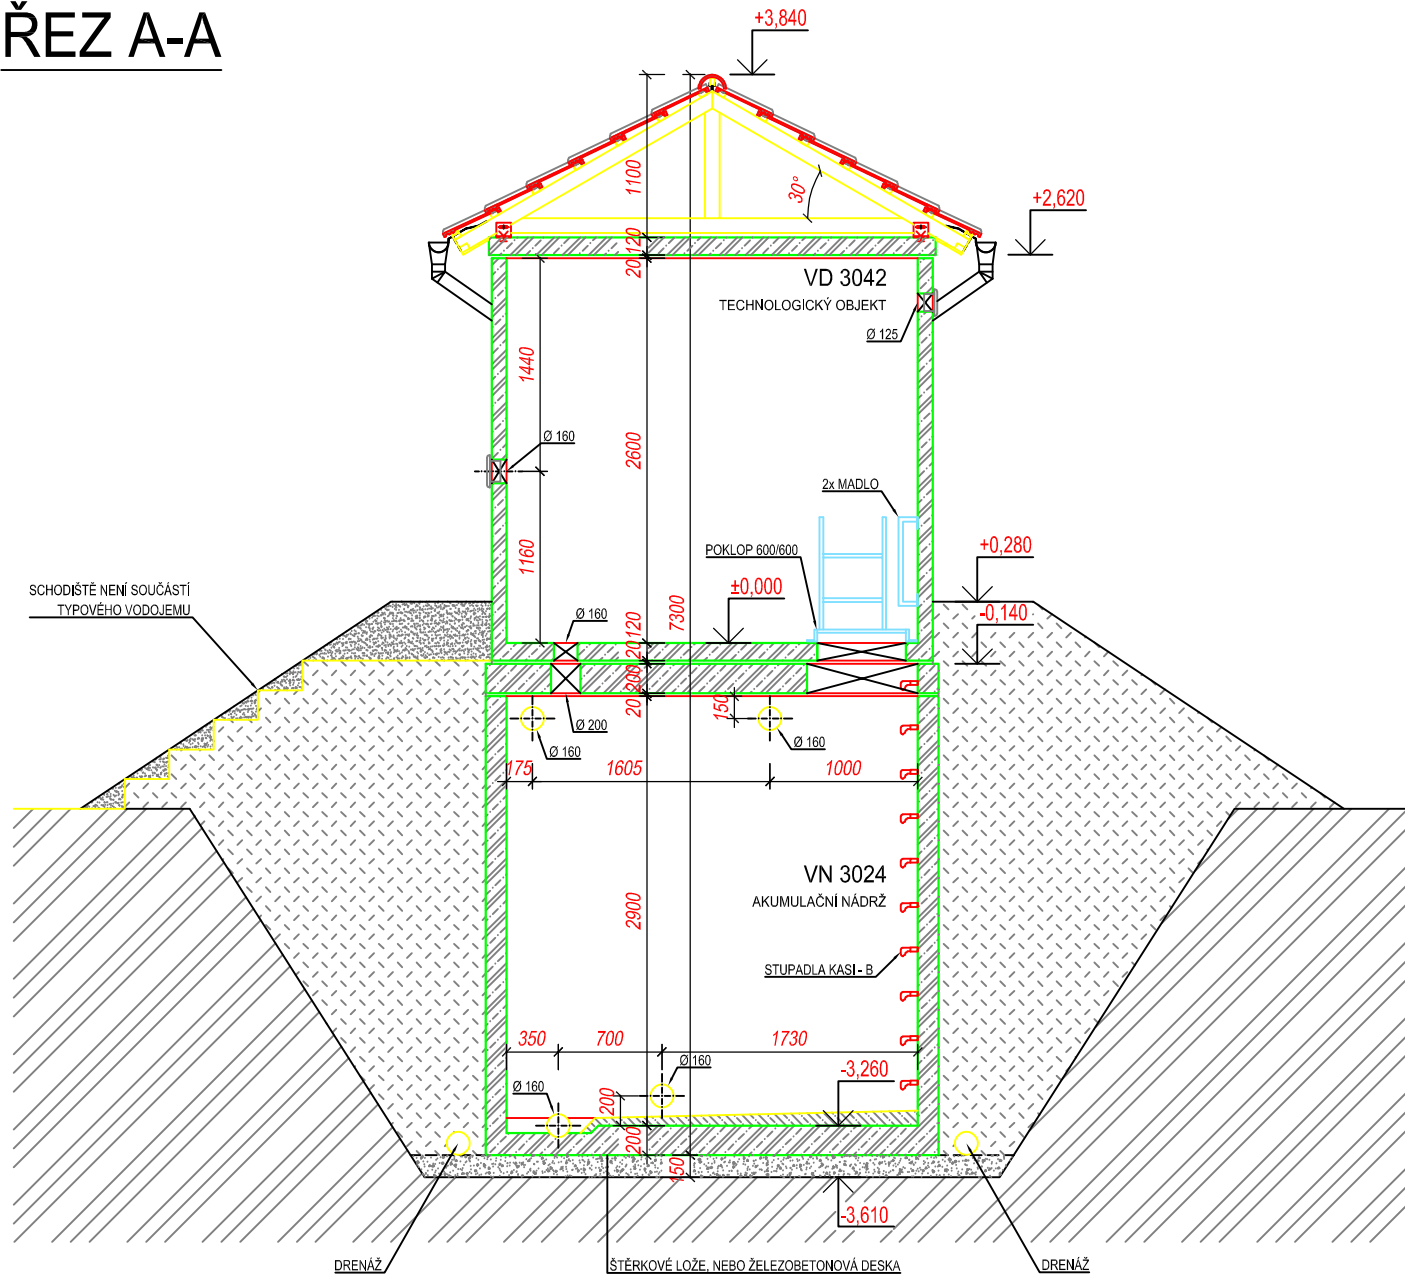 ŘEZ A-A
+3,840
1100
30°
+2,620
120
20
VD 3042
TECHNOLOGICKÝ OBJEKT
Ø 125
1440
Ø 160
2600
2x MADLO
1160
POKLOP 600/600
+0,280
±0,000
-0,140
SCHODIŠTĚ NENÍ SOUČÁSTÍ
TYPOVÉHO VODOJEMU
Ø 160
120
7300
20
200
20
150
Ø 200
Ø 160
Ø 160
175
1605
1000
VN 3024
AKUMULAČNÍ NÁDRŽ
2900
STUPADLA KASI - B
350
700
1730
Ø 160
-3,260
Ø 160
200
200
150
-3,610
DRENÁŽ
ŠTĚRKOVÉ LOŽE, NEBO ŽELEZOBETONOVÁ DESKA
DRENÁŽ